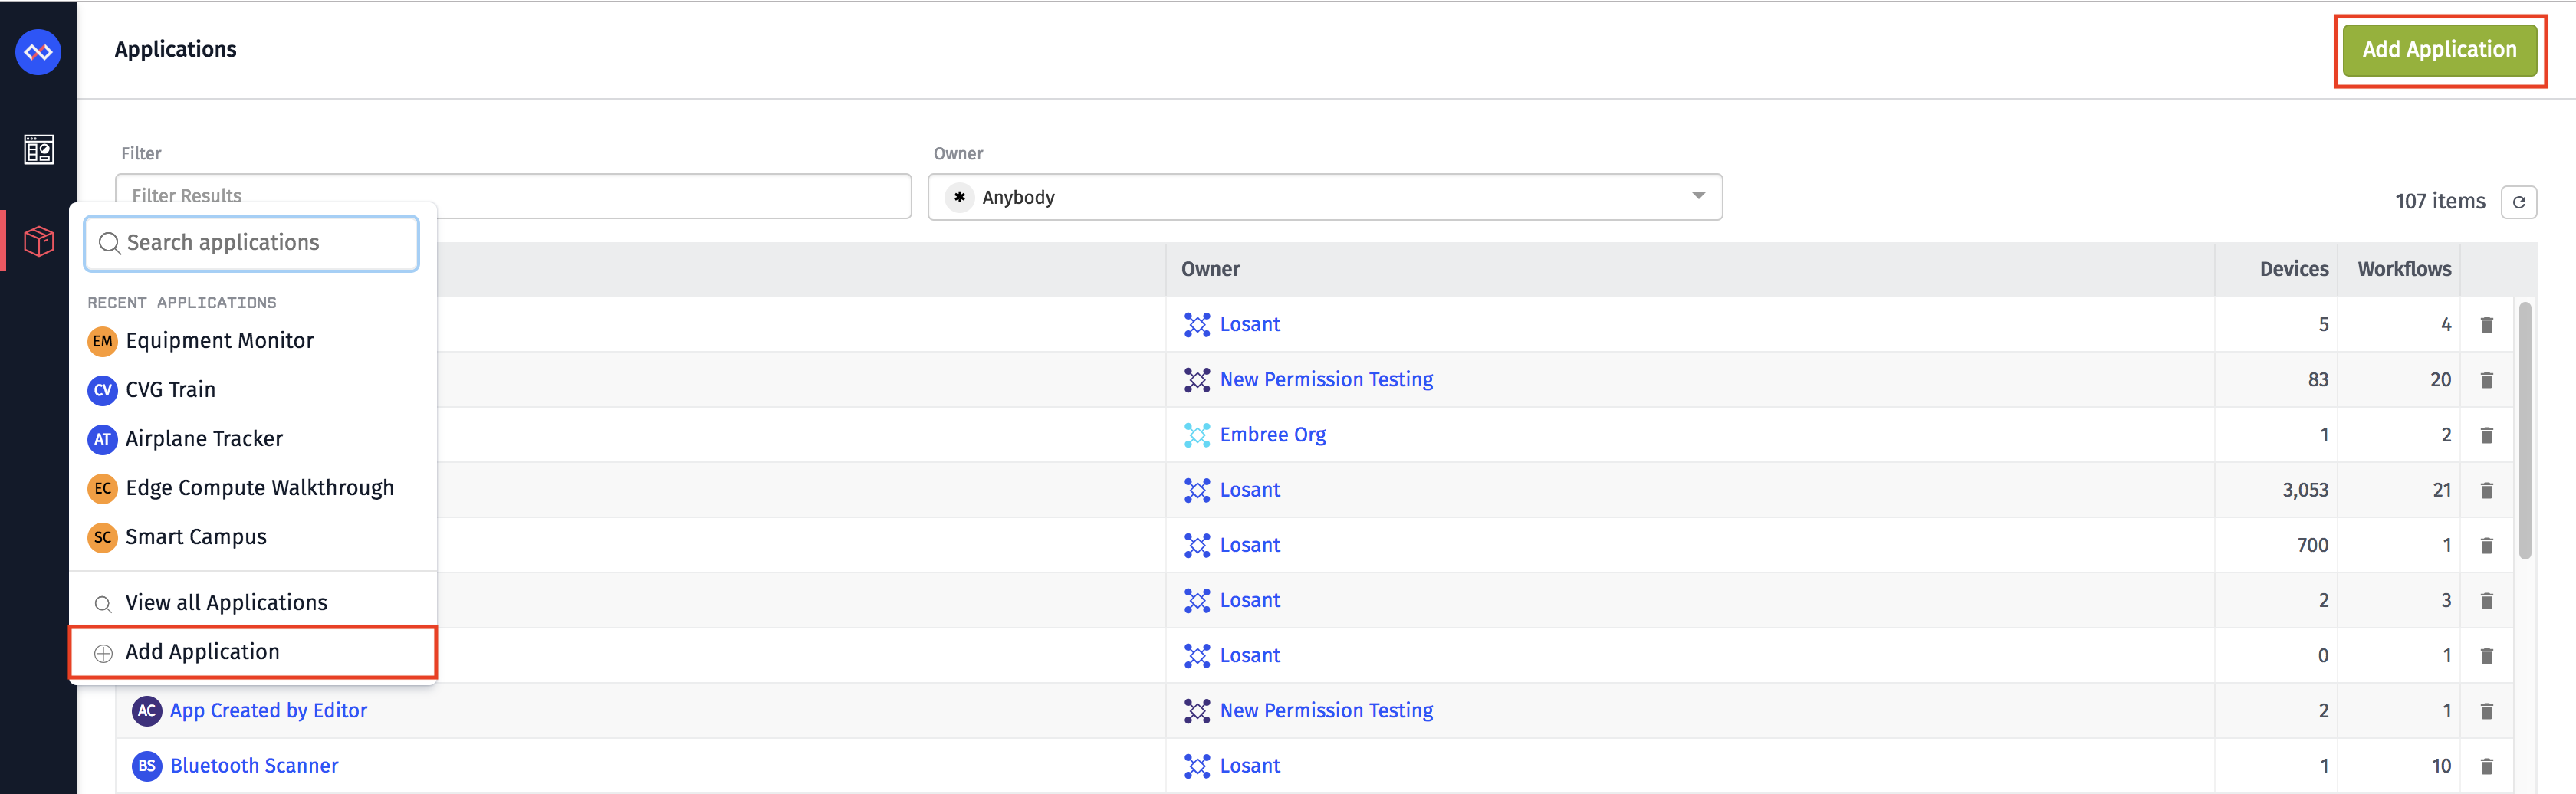 Applications
Add Application
Filter
Owner
Filter Results
✱ Anybody
107 items
Search applications
RECENT APPLICATIONS
EM Equipment Monitor
CV CVG Train
AT Airplane Tracker
EC Edge Compute Walkthrough
SC Smart Campus
View all Applications
Add Application
Owner Devices Workflows
Losant 5 4
New Permission Testing 83 20
Embree Org 1 2
Losant 3,053 21
Losant 700 1
Losant 2 3
Losant 0 1
AC App Created by Editor New Permission Testing 2 1
BS Bluetooth Scanner Losant 1 10